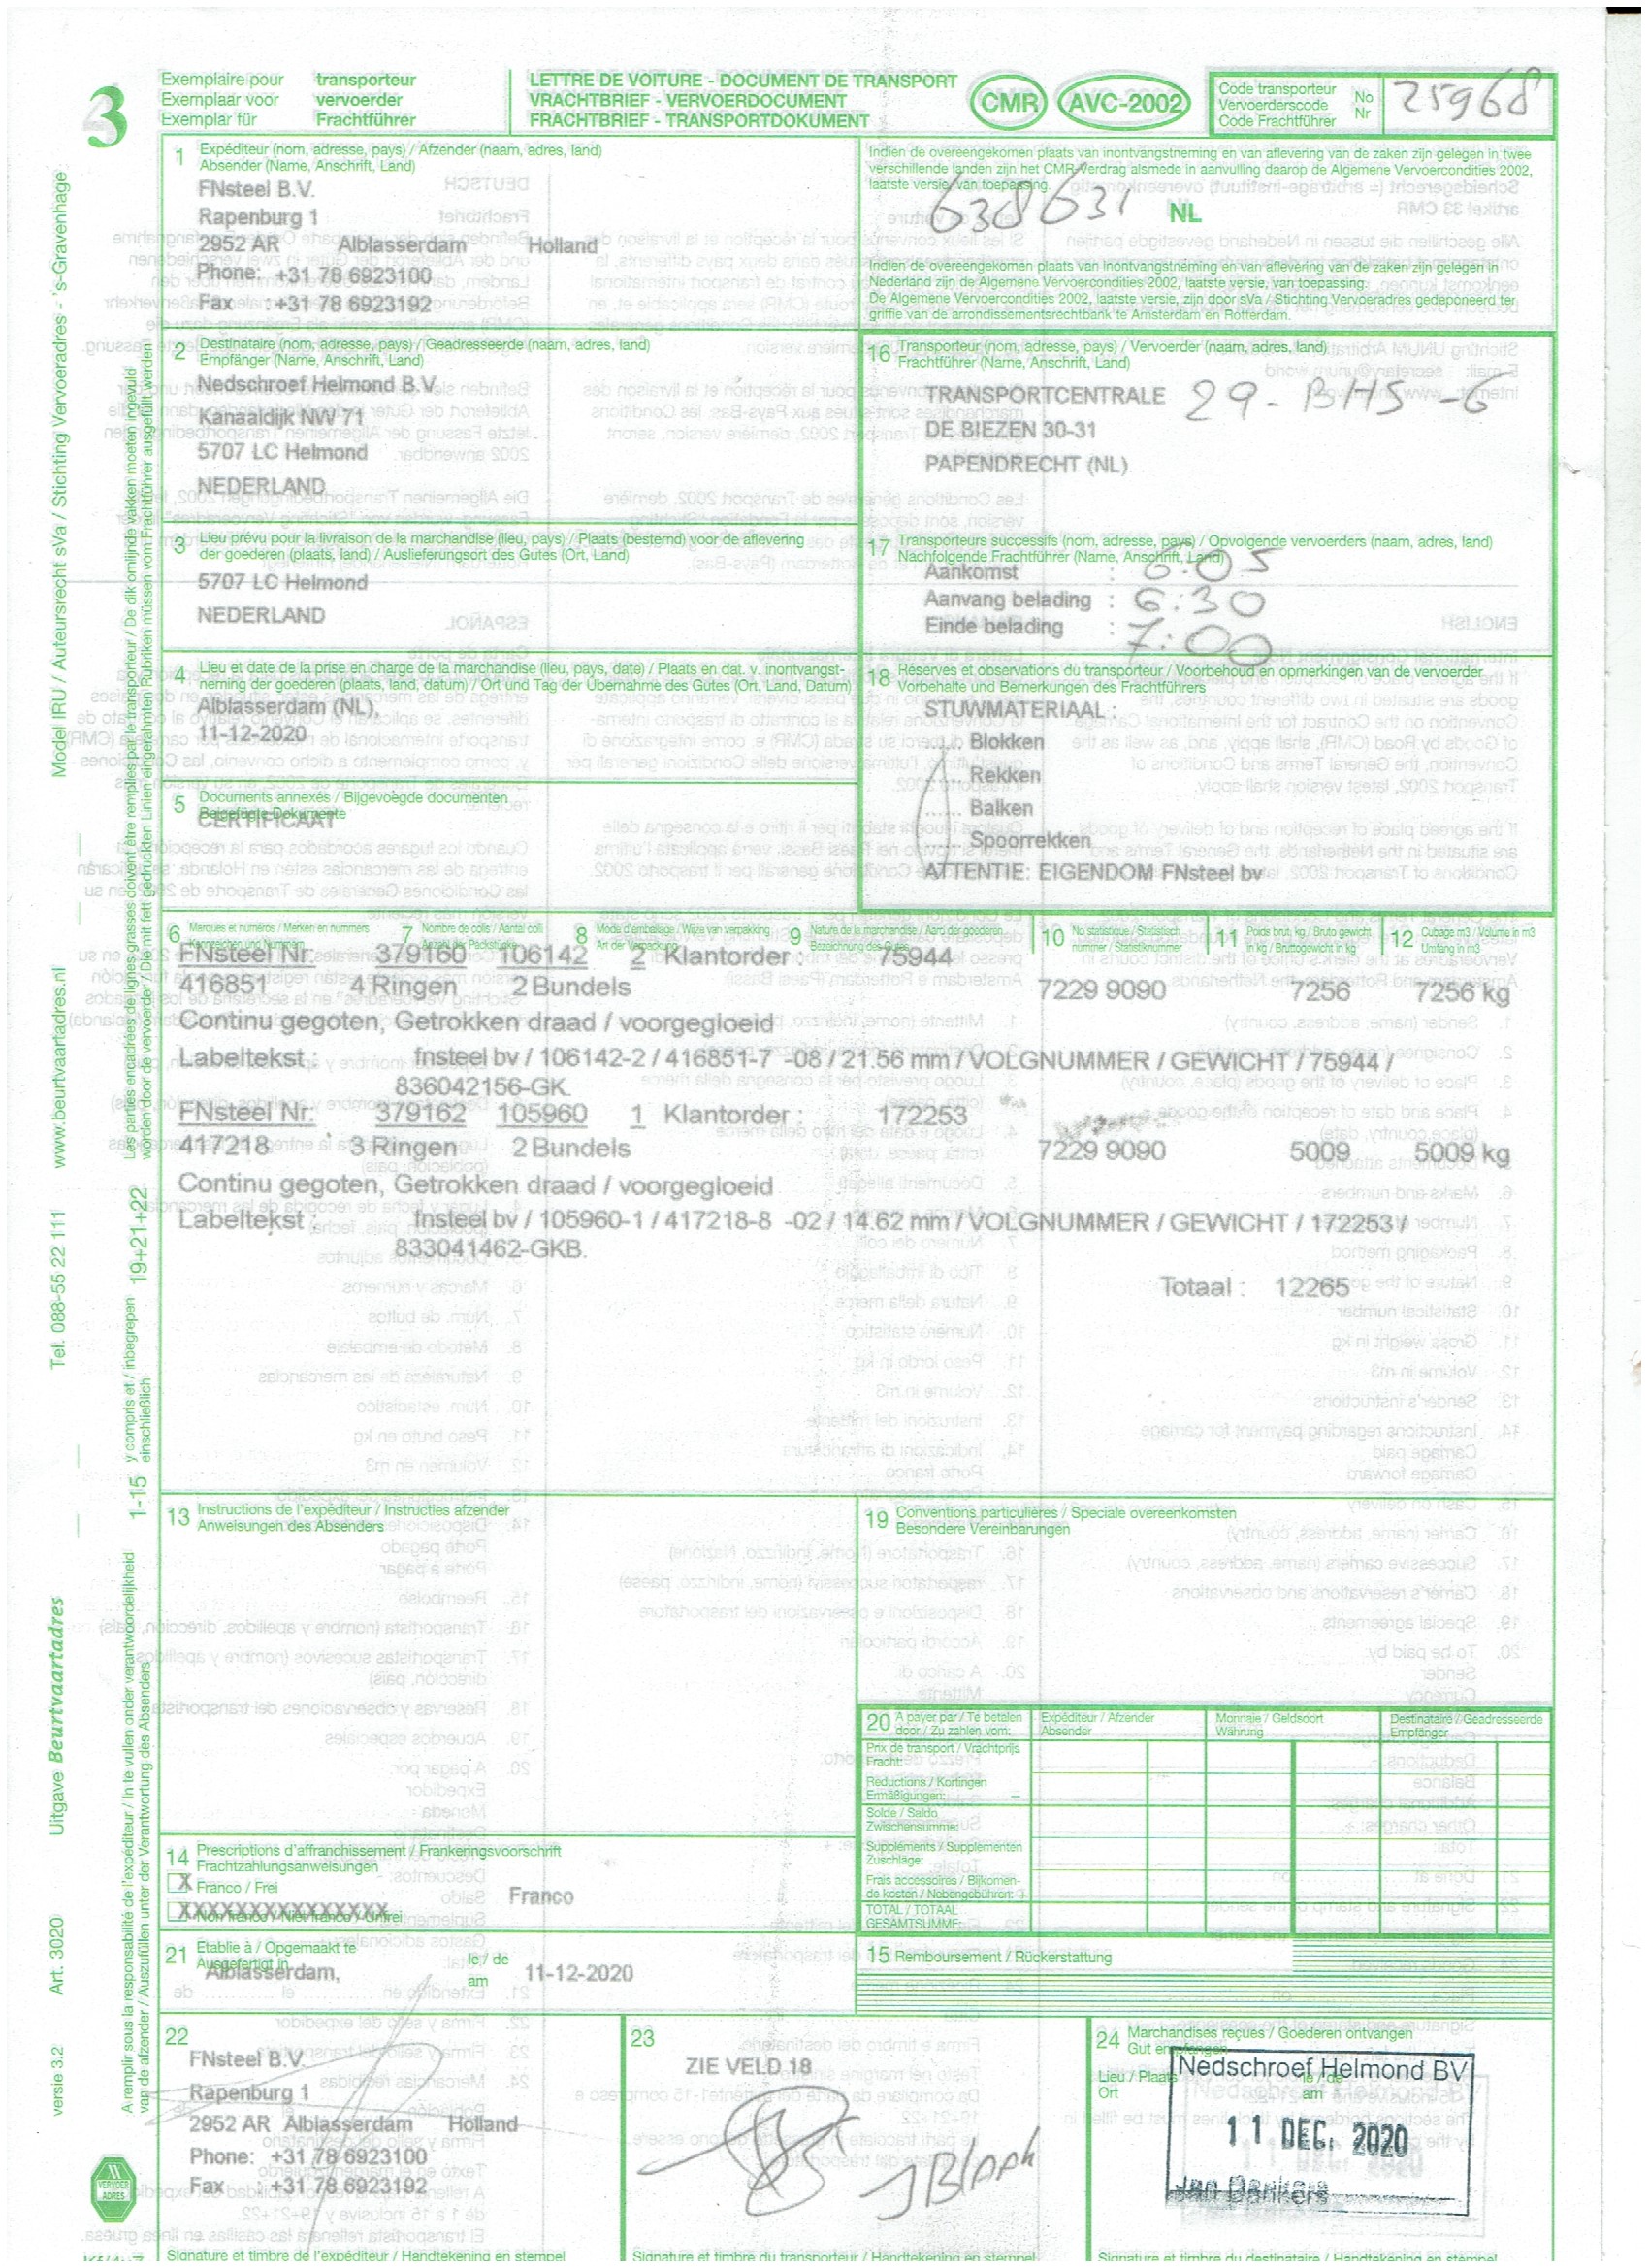 3
Exemplaire pour transporteur
Exemplaar voor vervoerder
Exemplar für Frachtführer
LETTRE DE VOITURE - DOCUMENT DE TRANSPORT
VRACHTBRIEF - VERVOERDOCUMENT
FRACHTBRIEF - TRANSPORTDOKUMENT
CMR AVC-2002
Code transporteur
Vervoerderscode
Code Frachtführer
No
Nr
25968
1 Expéditeur (nom, adresse, pays) / Afzender (naam, adres, land)
Absender (Name, Anschrift, Land)
FNsteel B.V.
Rapenburg 1
2952 AR Alblasserdam Holland
Phone: +31 78 6923100
Fax : +31 78 6923192
Indien de overeengekomen plaats van inontvangstneming en van aflevering van de zaken zijn gelegen in twee
verschillende landen zijn het CMR-Verdrag alsmede in aanvulling daarop de Algemene Vervoercondities 2002,
laatste versie, van toepassing.
638631 NL
Indien de overeengekomen plaats van inontvangstneming en van aflevering van de zaken zijn gelegen in
Nederland zijn de Algemene Vervoercondities 2002, laatste versie, van toepassing.
De Algemene Vervoercondities 2002, laatste versie, zijn door sVa / Stichting Vervoeradres gedeponeerd ter
griffie van de arrondissementsrechtbank te Amsterdam en Rotterdam.
2 Destinataire (nom, adresse, pays) / Geadresseerde (naam, adres, land)
Empfänger (Name, Anschrift, Land)
Nedschroef Helmond B.V.
Kanaaldijk NW 71
5707 LC Helmond
NEDERLAND
16 Transporteur (nom, adresse, pays) / Vervoerder (naam, adres, land)
Frachtführer (Name, Anschrift, Land)
TRANSPORTCENTRALE 29-BHS-6
DE BIEZEN 30-31
PAPENDRECHT (NL)
3 Lieu prévu pour la livraison de la marchandise (lieu, pays) / Plaats (bestemd) voor de aflevering
der goederen (plaats, land) / Auslieferungsort des Gutes (Ort, Land)
5707 LC Helmond
NEDERLAND
17 Transporteurs successifs (nom, adresse, pays) / Opvolgende vervoerders (naam, adres, land)
Nachfolgende Frachtführer (Name, Anschrift, Land)
Aankomst : 6:05
Aanvang belading : 6:30
Einde belading : 7:00
4 Lieu et date de la prise en charge de la marchandise (lieu, pays, date) / Plaats en dat. v. inontvangst-
neming der goederen (plaats, land, datum) / Ort und Tag der Übernahme des Gutes (Ort, Land, Datum)
Alblasserdam (NL),
11-12-2020
18 Réserves et observations du transporteur / Voorbehoud en opmerkingen van de vervoerder
Vorbehalte und Bemerkungen des Frachtführers
STUWMATERIAAL :
...... Blokken
...... Rekken
...... Balken
...... Spoorrekken
ATTENTIE: EIGENDOM FNsteel bv
5 Documents annexés / Bijgevoegde documenten
Beigefügte Dokumente
CERTIFICAAT
6 Marques et numéros / Merken en nummers
Kennzeichen und Nummern
7 Nombre de colis / Aantal colli
Anzahl der Packstücke
8 Mode d'emballage / Wijze van verpakking
Art der Verpackung
9 Nature de la marchandise / Aard der goederen
Bezeichnung des Gutes
10 No statistique / Statistisch
nummer / Statistiknummer
11 Poids brut, kg / Bruto gewicht
in kg / Bruttogewicht in kg
12 Cubage m3 / Volume in m3
Umfang in m3
FNsteel Nr. 379160 106142 2 Klantorder : 75944
416851 4 Ringen 2 Bundels 7229 9090 7256 7256 kg
Continu gegoten, Getrokken draad / voorgegloeid
Labeltekst : fnsteel bv / 106142-2 / 416851-7 -08 / 21.56 mm / VOLGNUMMER / GEWICHT / 75944 /
836042156-GK.
FNsteel Nr: 379162 105960 1 Klantorder : 172253
417218 3 Ringen 2 Bundels 7229 9090 5009 5009 kg
Continu gegoten, Getrokken draad / voorgegloeid
Labeltekst : fnsteel bv / 105960-1 / 417218-8 -02 / 14.62 mm / VOLGNUMMER / GEWICHT / 172253 /
833041462-GKB.
Totaal : 12265
13 Instructions de l'expéditeur / Instructies afzender
Anweisungen des Absenders
19 Conventions particulières / Speciale overeenkomsten
Besondere Vereinbarungen
20 A payer par / Te betalen
door / Zu zahlen vom:
Expéditeur / Afzender
Absender
Monnaie / Geldsoort
Währung
Destinataire / Geadresseerde
Empfänger
Prix de transport / Vrachtprijs
Fracht:
Réductions / Kortingen
Ermäßigungen: –
Solde / Saldo
Zwischensumme:
Suppléments / Supplementen
Zuschläge:
Frais accessoires / Bijkomen-
de kosten / Nebengebühren: +
TOTAL / TOTAAL
GESAMTSUMME:
14 Prescriptions d'affranchissement / Frankeringsvoorschrift
Frachtzahlungsanweisungen
X Franco / Frei
Franco
XXXXXXXXXXXXXXX
Non franco / Niet franco / Unfrei
21 Etablie à / Opgemaakt te
Ausgefertigt in
Alblasserdam,
le / de
am
11-12-2020
15 Remboursement / Rückerstattung
22
FNsteel B.V.
Rapenburg 1
2952 AR Alblasserdam Holland
Phone: +31 78 6923100
Fax : +31 78 6923192
Signature et timbre de l'expéditeur / Handtekening en stempel
23
ZIE VELD 18
Signature et timbre du transporteur / Handtekening en stempel
24 Marchandises reçues / Goederen ontvangen
Gut empfangen
Lieu / Plaats
Ort
le / de
am
Nedschroef Helmond BV
11 DEC. 2020
Signature et timbre du destinataire / Handtekening en stempel
Model IRU / Auteursrecht sVa / Stichting Vervoeradres - 's-Gravenhage
www.beurtvaartadres.nl
Tel. 088-55 22 111
Uitgave Beurtvaartadres
Art. 3020
versie 3.2
Les parties encadrées de lignes grasses doivent être remplies par le transporteur / De dik omlijnde vakken moeten ingevuld
worden door de vervoerder / Die mit fett gedruckten Linien eingerahmten Rubriken müssen vom Frachtführer ausgefüllt werden
19+21+22
y compris et / inbegrepen
einschließlich
1-15
A remplir sous la responsabilité de l'expéditeur / In te vullen onder verantwoordelijkheid
van de afzender / Auszufüllen unter der Verantwortung des Absenders
VERVOER
ADRES